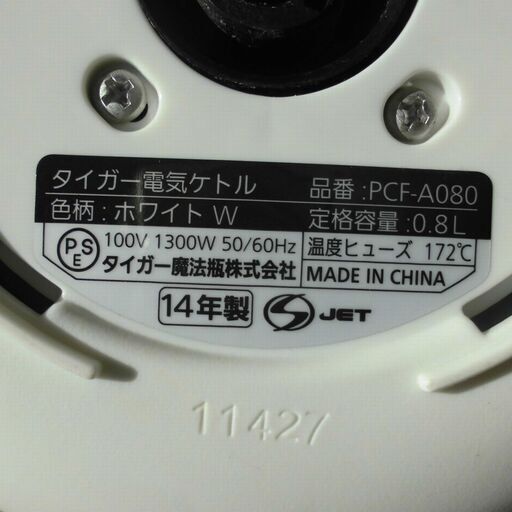 タイガー電気ケトル 品番:PCF-A080
色柄:ホワイト W 定格容量:0.8L
PSE 100V 1300W 50/60Hz 温度ヒューズ 172℃
タイガー魔法瓶株式会社 MADE IN CHINA
14年製 S JET
11427